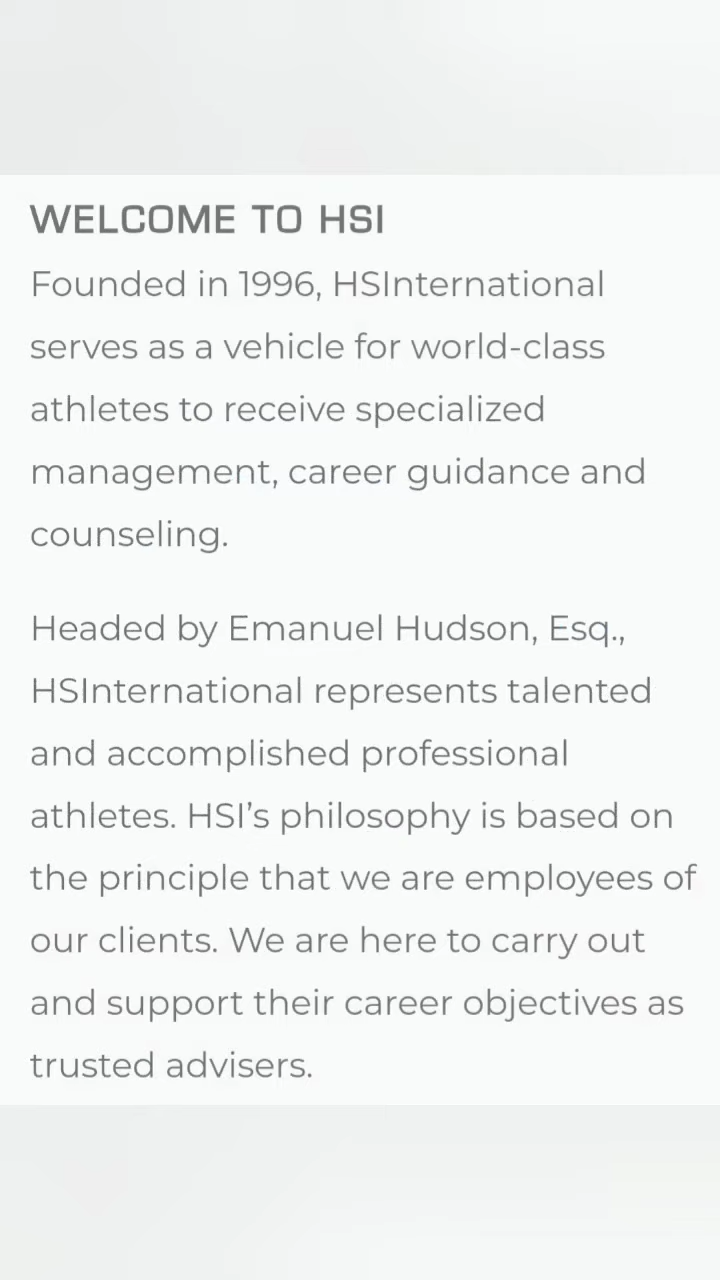 WELCOME TO HSI
Founded in 1996, HSInternational
serves as a vehicle for world-class
athletes to receive specialized
management, career guidance and
counseling.
Headed by Emanuel Hudson, Esq.,
HSInternational represents talented
and accomplished professional
athletes. HSI’s philosophy is based on
the principle that we are employees of
our clients. We are here to carry out
and support their career objectives as
trusted advisers.